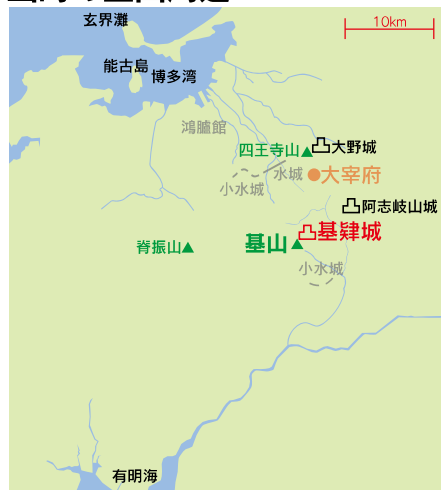 玄界灘
10km
能古島
博多湾
鴻臚館
大野城
四王寺山
水城
大宰府
小水城
阿志岐山城
基肄城
基山
脊振山
小水城
有明海